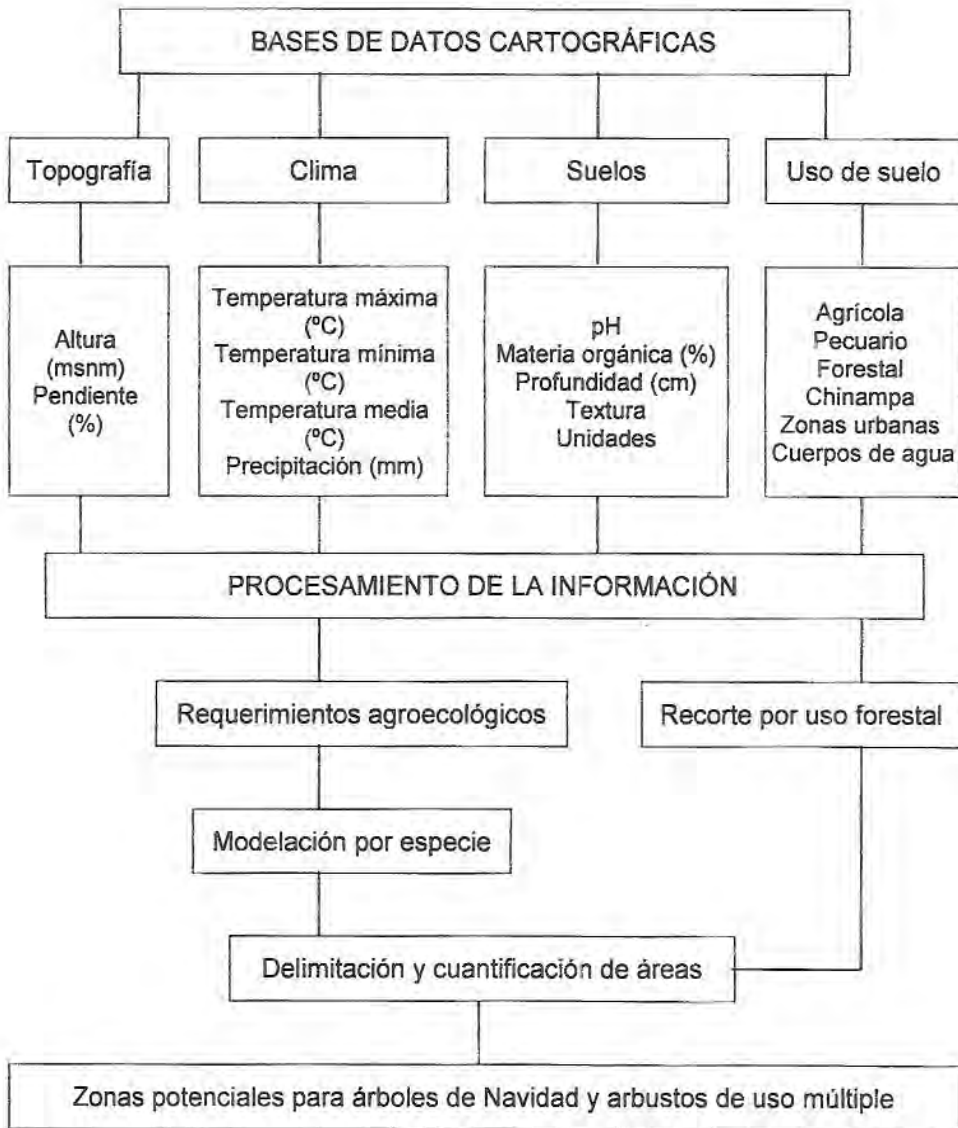 BASES DE DATOS CARTOGRÁFICAS
Topografía
Clima
Suelos
Uso de suelo
Altura
(msnm)
Pendiente
(%)
Temperatura máxima
(ºC)
Temperatura mínima
(ºC)
Temperatura media
(ºC)
Precipitación (mm)
pH
Materia orgánica (%)
Profundidad (cm)
Textura
Unidades
Agrícola
Pecuario
Forestal
Chinampa
Zonas urbanas
Cuerpos de agua
PROCESAMIENTO DE LA INFORMACIÓN
Requerimientos agroecológicos
Recorte por uso forestal
Modelación por especie
Delimitación y cuantificación de áreas
Zonas potenciales para árboles de Navidad y arbustos de uso múltiple